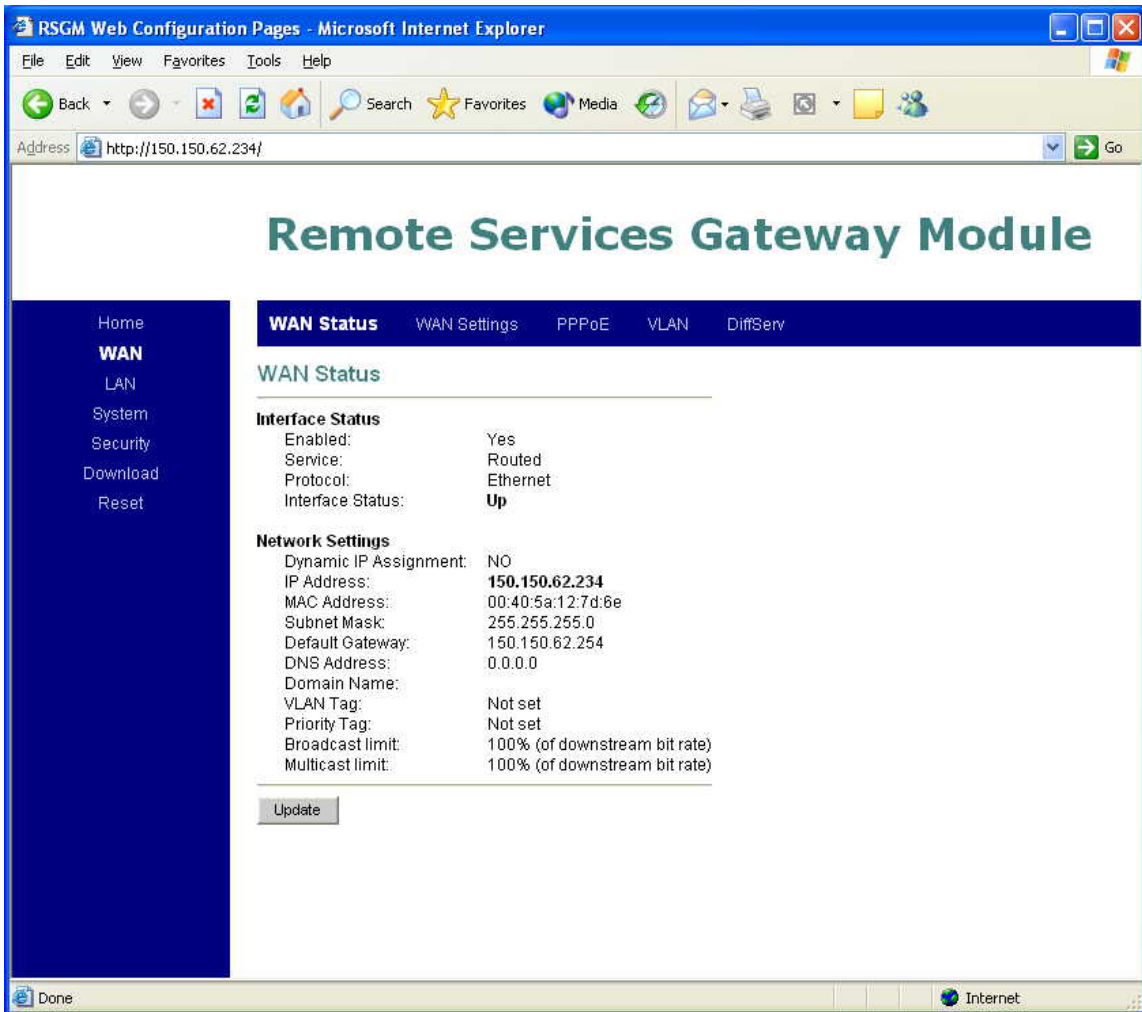 RSGM Web Configuration Pages - Microsoft Internet Explorer
File Edit View Favorites Tools Help
Back Search Favorites Media
Address http://150.150.62.234/ Go
Remote Services Gateway Module
Home
WAN
LAN
System
Security
Download
Reset
WAN Status WAN Settings PPPoE VLAN DiffServ
WAN Status
Interface Status
Enabled: Yes
Service: Routed
Protocol: Ethernet
Interface Status: Up
Network Settings
Dynamic IP Assignment: NO
IP Address: 150.150.62.234
MAC Address: 00:40:5a:12:7d:6e
Subnet Mask: 255.255.255.0
Default Gateway: 150.150.62.254
DNS Address: 0.0.0.0
Domain Name:
VLAN Tag: Not set
Priority Tag: Not set
Broadcast limit: 100% (of downstream bit rate)
Multicast limit: 100% (of downstream bit rate)
Update
Done Internet